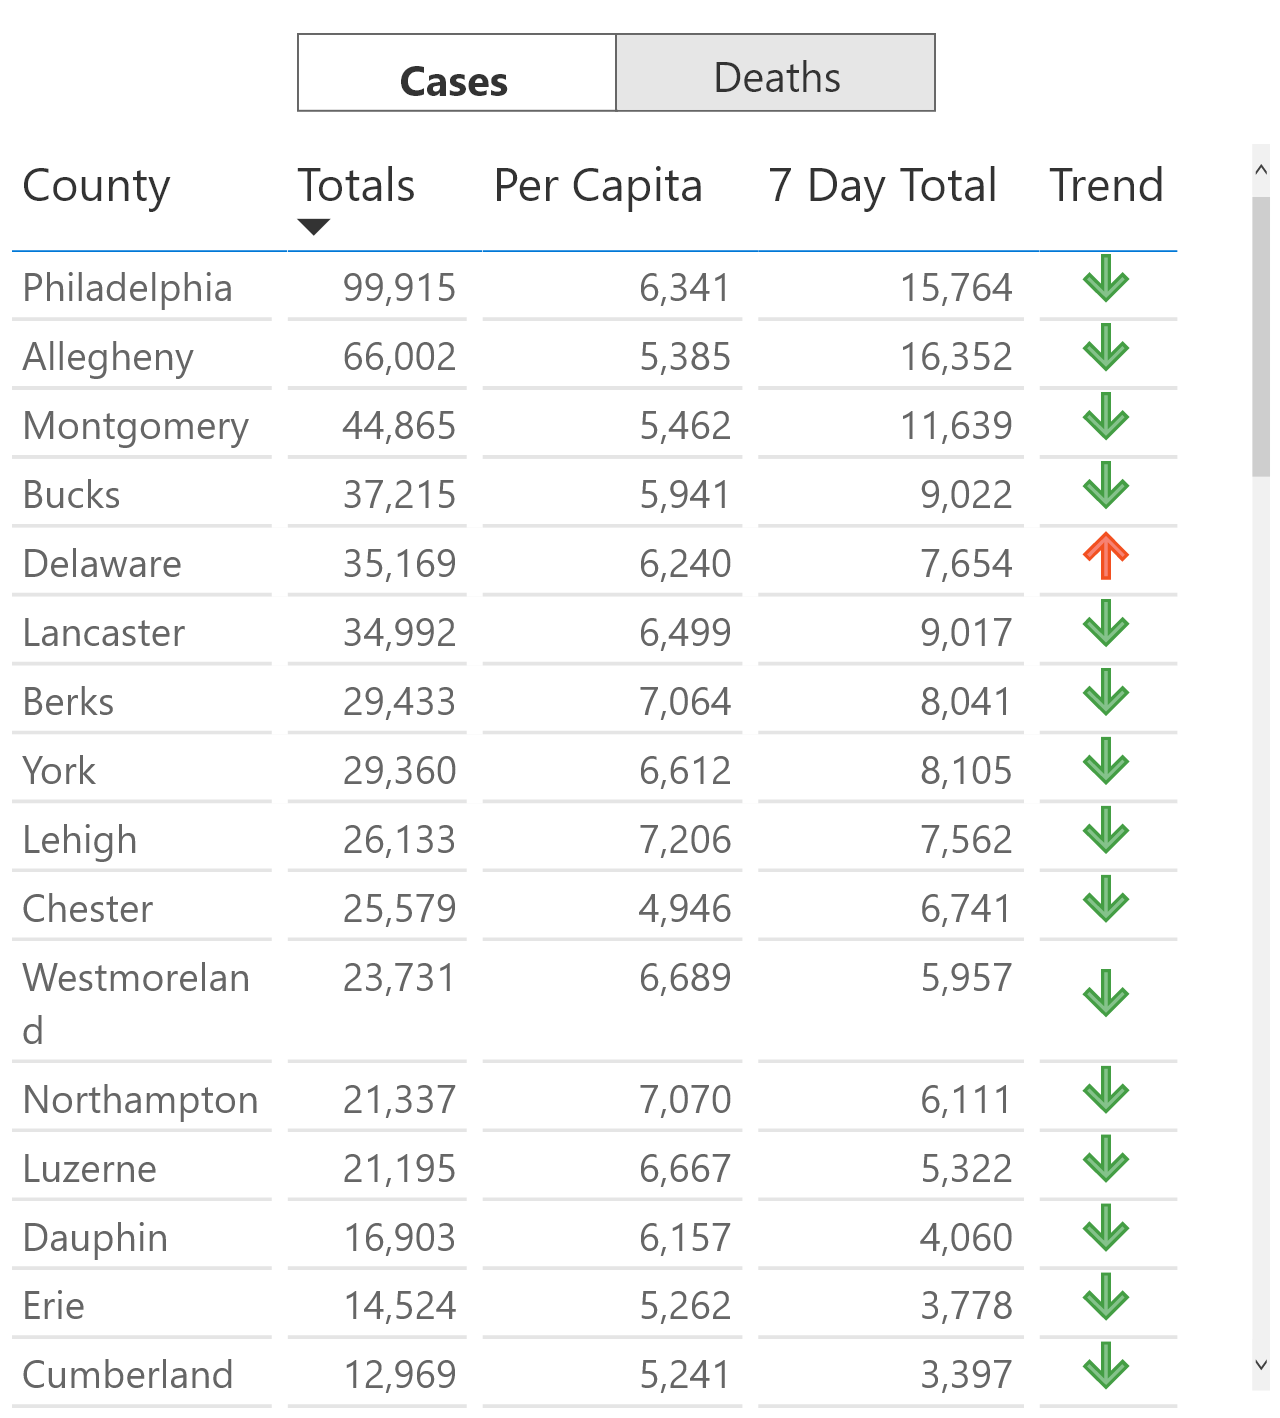 Cases Deaths
County Totals Per Capita 7 Day Total Trend
Philadelphia 99,915 6,341 15,764
Allegheny 66,002 5,385 16,352
Montgomery 44,865 5,462 11,639
Bucks 37,215 5,941 9,022
Delaware 35,169 6,240 7,654
Lancaster 34,992 6,499 9,017
Berks 29,433 7,064 8,041
York 29,360 6,612 8,105
Lehigh 26,133 7,206 7,562
Chester 25,579 4,946 6,741
Westmorelan 23,731 6,689 5,957
d
Northampton 21,337 7,070 6,111
Luzerne 21,195 6,667 5,322
Dauphin 16,903 6,157 4,060
Erie 14,524 5,262 3,778
Cumberland 12,969 5,241 3,397